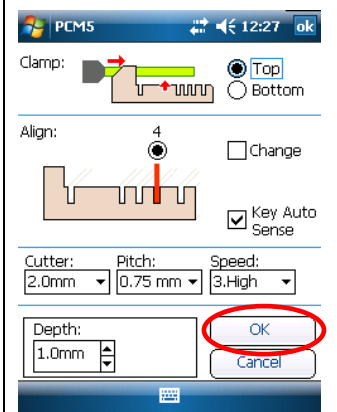 PCM5 12:27 ok
Clamp:
Top
Bottom
Align: 4
Change
Key Auto
Sense
Cutter: Pitch: Speed:
2.0mm 0.75 mm 3.High
Depth: OK
1.0mm Cancel